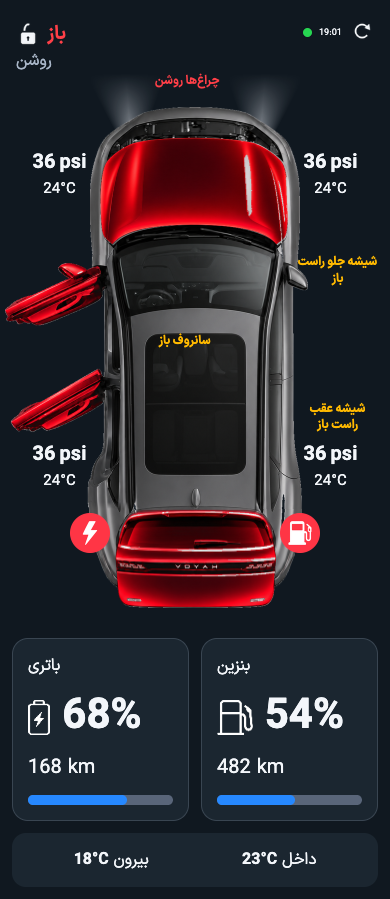 باز
19:01
روشن
چراغ‌ها روشن
36 psi
36 psi
24°C
24°C
شیشه جلو راست
باز
سانروف باز
شیشه عقب
راست باز
36 psi
36 psi
24°C
24°C
VOYAH
باتری
بنزین
68%
54%
168 km
482 km
بیرون 18°C
داخل 23°C